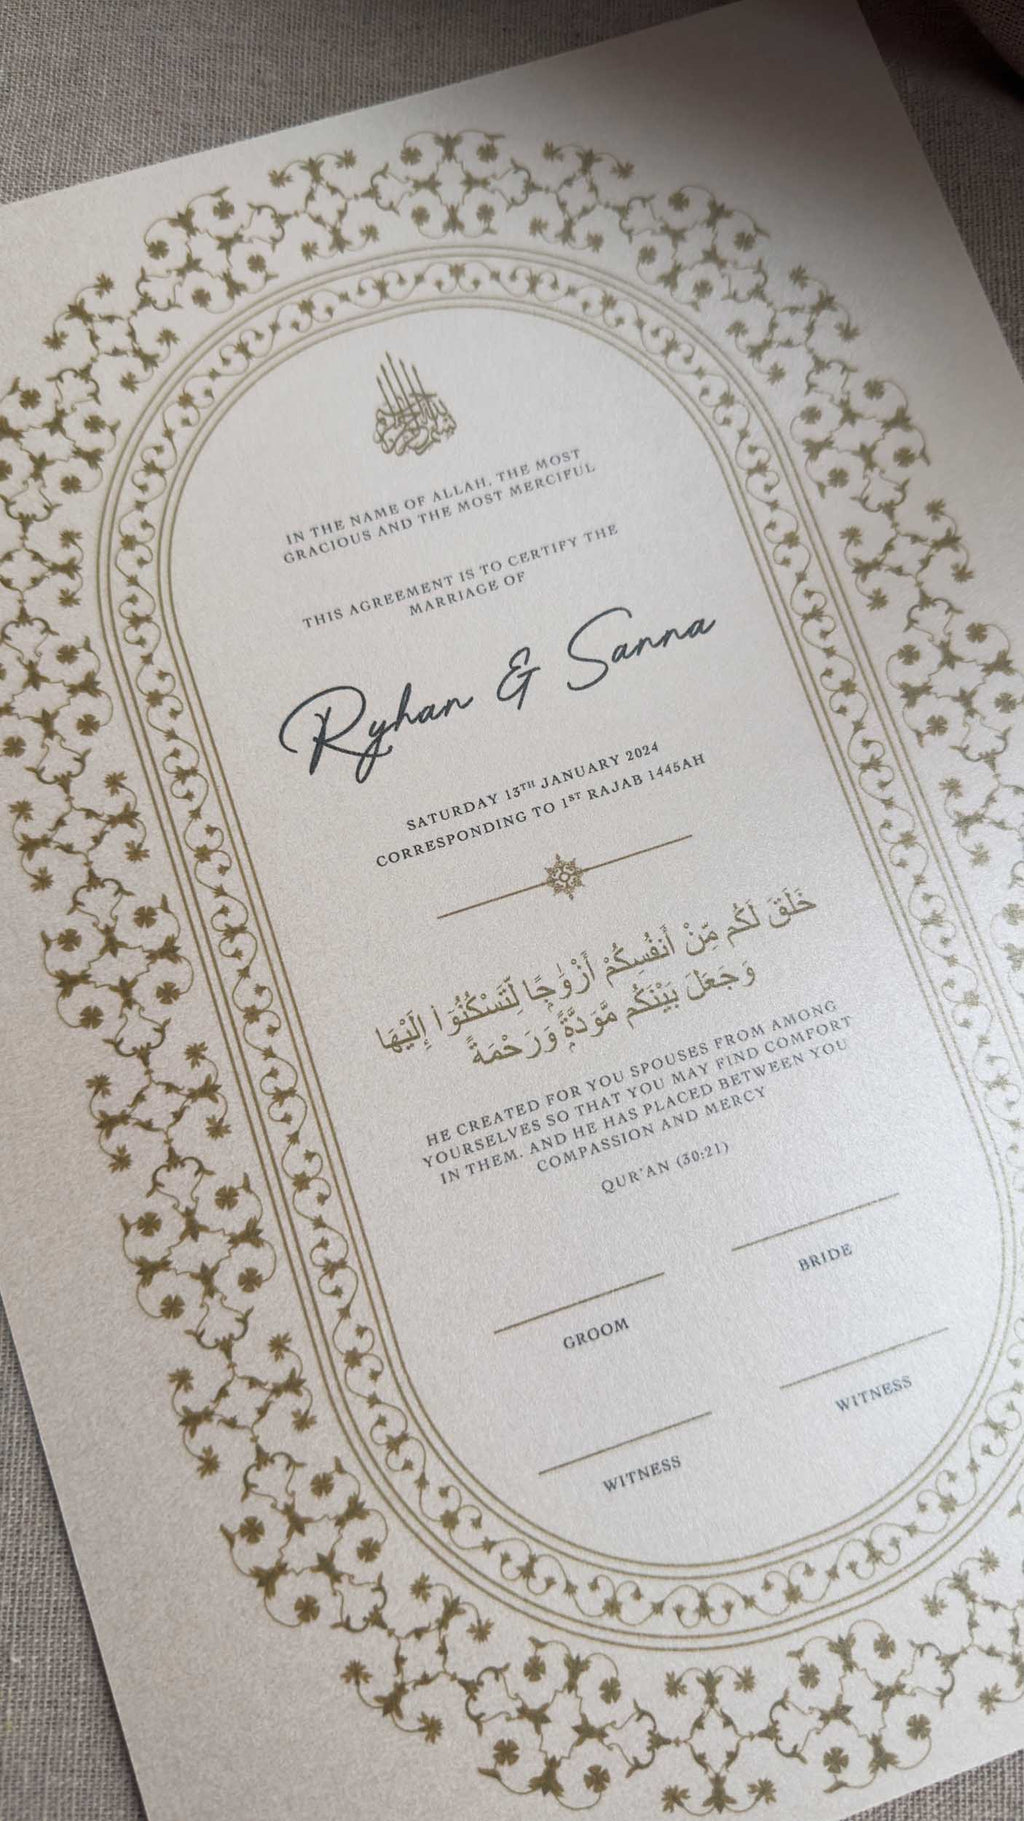 IN THE NAME OF ALLAH, THE MOST
GRACIOUS AND THE MOST MERCIFUL
THIS AGREEMENT IS TO CERTIFY THE
MARRIAGE OF
Ryhan & Sanna
SATURDAY 13TH JANUARY 2024
CORRESPONDING TO 1ST RAJAB 1445AH
خَلَقَ لَكُم مِّنْ أَنفُسِكُمْ أَزْوَٰجًا لِّتَسْكُنُوٓا۟ إِلَيْهَا
وَجَعَلَ بَيْنَكُم مَّوَدَّةً وَرَحْمَةً
HE CREATED FOR YOU SPOUSES FROM AMONG
YOURSELVES SO THAT YOU MAY FIND COMFORT
IN THEM. AND HE HAS PLACED BETWEEN YOU
COMPASSION AND MERCY
QUR'AN (30:21)
GROOM
BRIDE
WITNESS
WITNESS